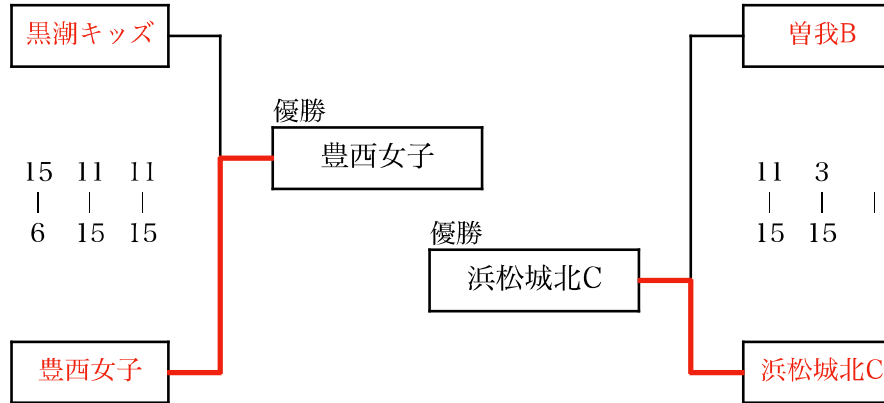 黒潮キッズ
曽我B
優勝
豊西女子
15 11 11
| | |
6 15 15
11 3
| | |
15 15
優勝
浜松城北C
豊西女子
浜松城北C